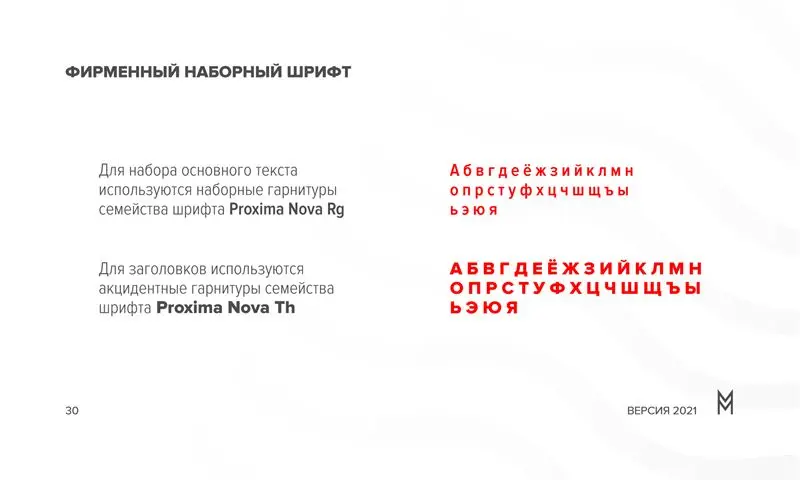 ФИРМЕННЫЙ НАБОРНЫЙ ШРИФТ
Для набора основного текста
используются наборные гарнитуры
семейства шрифта Proxima Nova Rg
А б в г д е ё ж з и й к л м н
о п р с т у ф х ц ч ш щ ъ ы
ь э ю я
Для заголовков используются
акцидентные гарнитуры семейства
шрифта Proxima Nova Th
А Б В Г Д Е Ё Ж З И Й К Л М Н
О П Р С Т У Ф Х Ц Ч Ш Щ Ъ Ы
Ь Э Ю Я
30
ВЕРСИЯ 2021